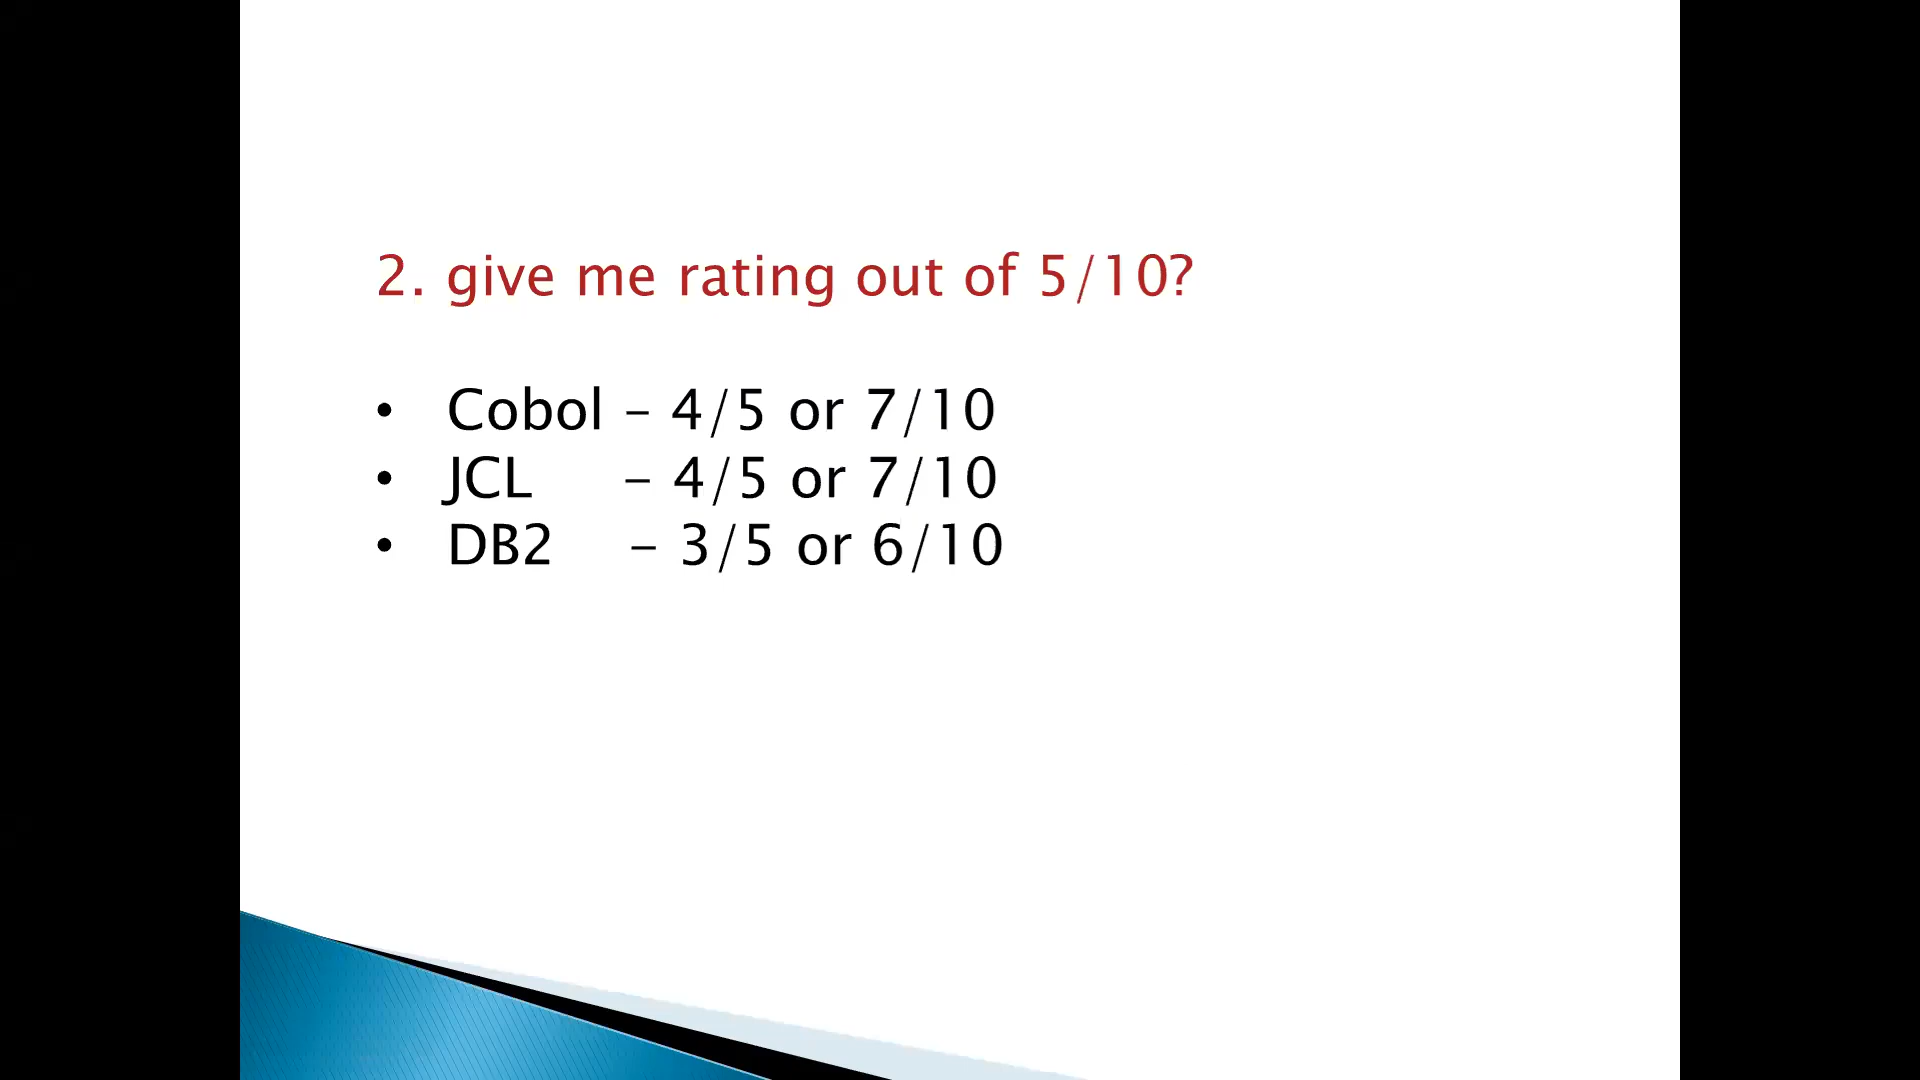 2. give me rating out of 5/10?
• Cobol – 4/5 or 7/10
• JCL – 4/5 or 7/10
• DB2 – 3/5 or 6/10